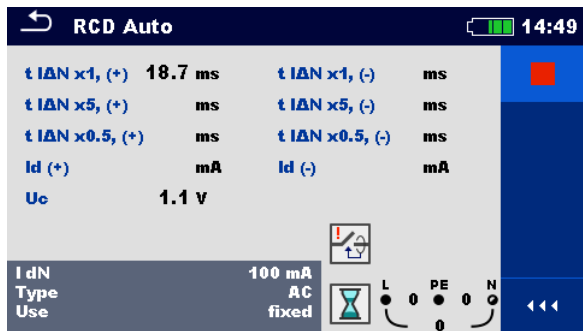 RCD Auto 14:49
t IΔN x1, (+) 18.7 ms t IΔN x1, (-) ms
t IΔN x5, (+) ms t IΔN x5, (-) ms
t IΔN x0.5, (+) ms t IΔN x0.5, (-) ms
Id (+) mA Id (-) mA
Uc 1.1 V
I dN 100 mA
Type AC
Use fixed
L PE N
0 0
0